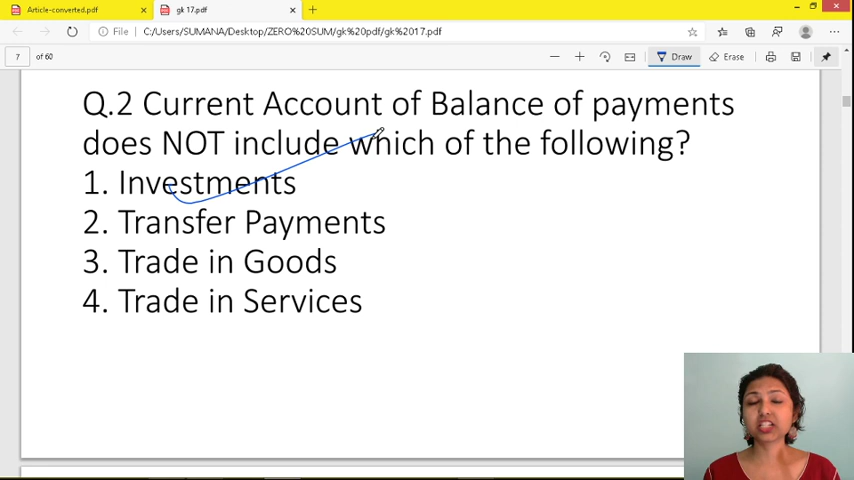 Article-converted.pdf
gk 17.pdf
File
C:/Users/SUMANA/Desktop/ZERO%20SUM/gk%20pdf/gk%2017.pdf
7 of 60
Draw
Erase
Q.2 Current Account of Balance of payments
does NOT include which of the following?
1. Investments
2. Transfer Payments
3. Trade in Goods
4. Trade in Services